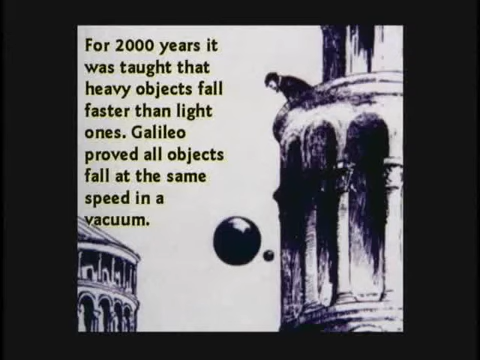 For 2000 years it
was taught that
heavy objects fall
faster than light
ones. Galileo
proved all objects
fall at the same
speed in a
vacuum.